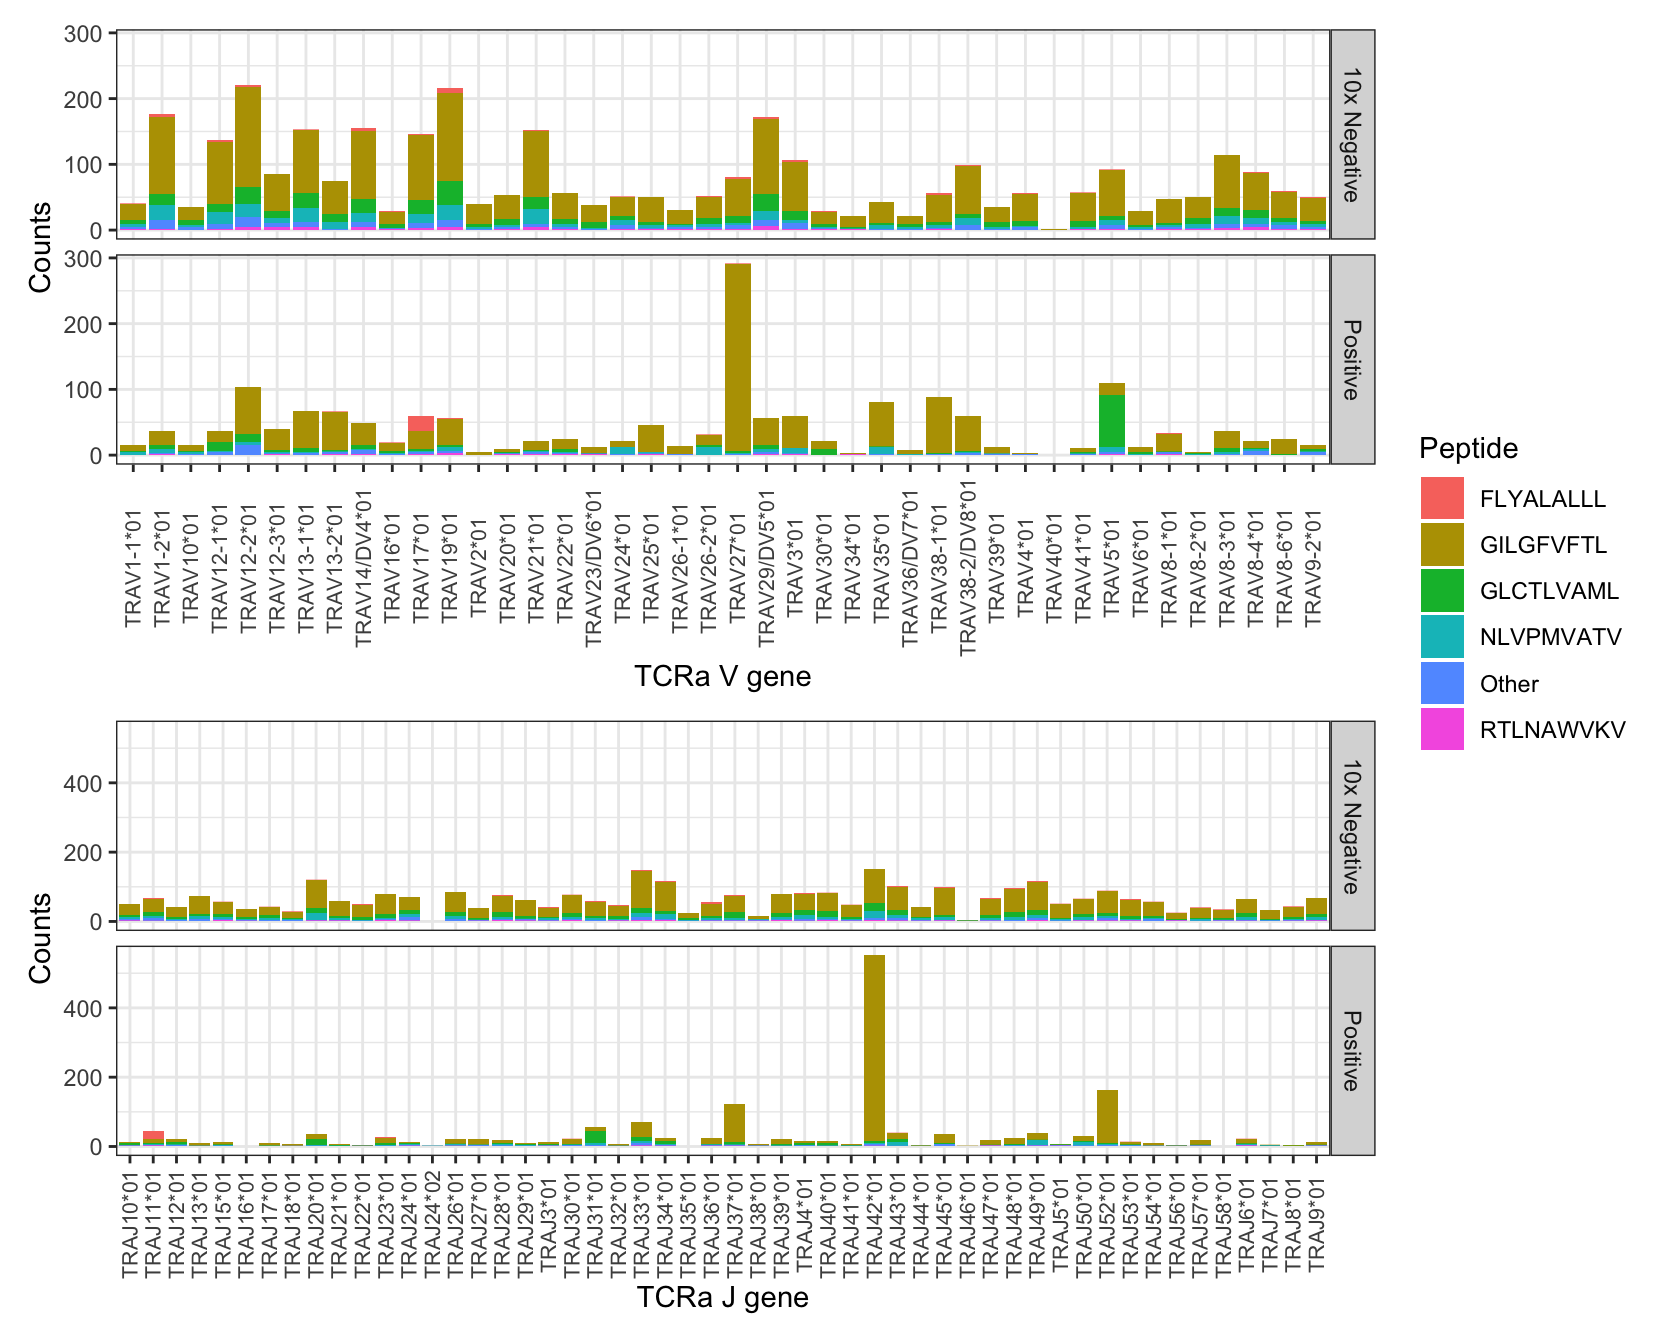 300
200
100
0
10x Negative
300
200
100
0
Positive
Counts
TRAV1-1*01
TRAV1-2*01
TRAV10*01
TRAV12-1*01
TRAV12-2*01
TRAV12-3*01
TRAV13-1*01
TRAV13-2*01
TRAV14/DV4*01
TRAV16*01
TRAV17*01
TRAV19*01
TRAV2*01
TRAV20*01
TRAV21*01
TRAV22*01
TRAV23/DV6*01
TRAV24*01
TRAV25*01
TRAV26-1*01
TRAV26-2*01
TRAV27*01
TRAV29/DV5*01
TRAV3*01
TRAV30*01
TRAV34*01
TRAV35*01
TRAV36/DV7*01
TRAV38-1*01
TRAV38-2/DV8*01
TRAV39*01
TRAV4*01
TRAV40*01
TRAV41*01
TRAV5*01
TRAV6*01
TRAV8-1*01
TRAV8-2*01
TRAV8-3*01
TRAV8-4*01
TRAV8-6*01
TRAV9-2*01
TCRa V gene
Peptide
FLYALALLL
GILGFVFTL
GLCTLVAML
NLVPMVATV
Other
RTLNAWVKV
400
200
0
10x Negative
400
200
0
Positive
Counts
TRAJ10*01
TRAJ11*01
TRAJ12*01
TRAJ13*01
TRAJ15*01
TRAJ16*01
TRAJ17*01
TRAJ18*01
TRAJ20*01
TRAJ21*01
TRAJ22*01
TRAJ23*01
TRAJ24*01
TRAJ24*02
TRAJ26*01
TRAJ27*01
TRAJ28*01
TRAJ29*01
TRAJ3*01
TRAJ30*01
TRAJ31*01
TRAJ32*01
TRAJ33*01
TRAJ34*01
TRAJ35*01
TRAJ36*01
TRAJ37*01
TRAJ38*01
TRAJ39*01
TRAJ4*01
TRAJ40*01
TRAJ41*01
TRAJ42*01
TRAJ43*01
TRAJ44*01
TRAJ45*01
TRAJ46*01
TRAJ47*01
TRAJ48*01
TRAJ49*01
TRAJ5*01
TRAJ50*01
TRAJ52*01
TRAJ53*01
TRAJ54*01
TRAJ56*01
TRAJ57*01
TRAJ58*01
TRAJ6*01
TRAJ7*01
TRAJ8*01
TRAJ9*01
TCRa J gene